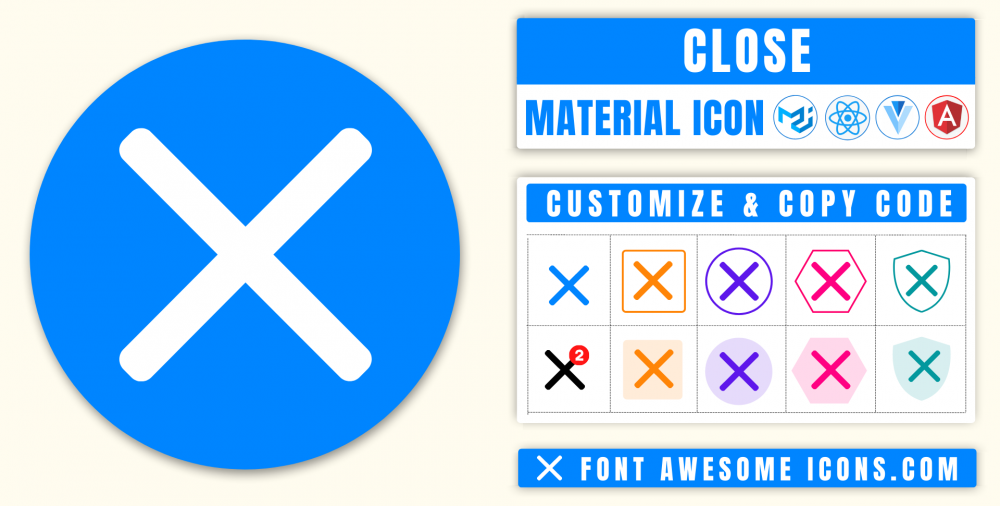 CLOSE
MATERIAL ICON
CUSTOMIZE & COPY CODE
2
FONT AWESOME ICONS.COM